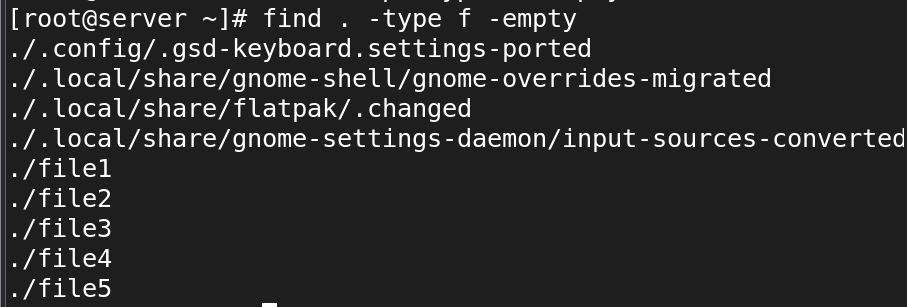 [root@server ~]# find . -type f -empty
./.config/.gsd-keyboard.settings-ported
./.local/share/gnome-shell/gnome-overrides-migrated
./.local/share/flatpak/.changed
./.local/share/gnome-settings-daemon/input-sources-converted
./file1
./file2
./file3
./file4
./file5